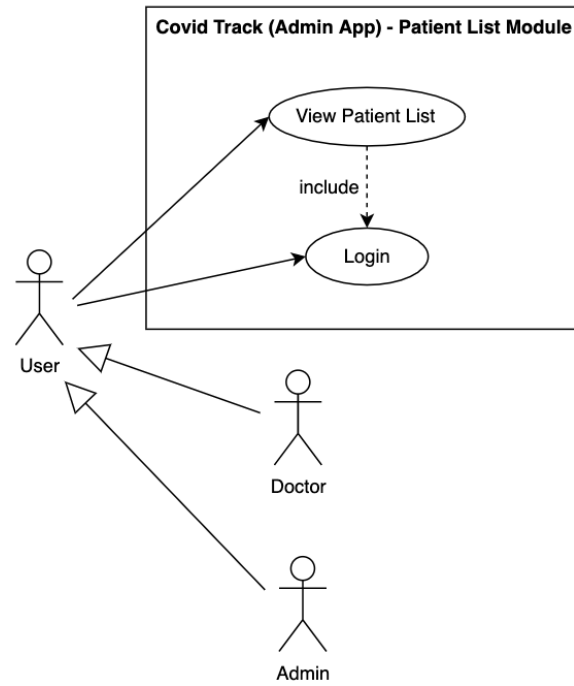 Covid Track (Admin App) - Patient List Module
View Patient List
include
Login
User
Doctor
Admin